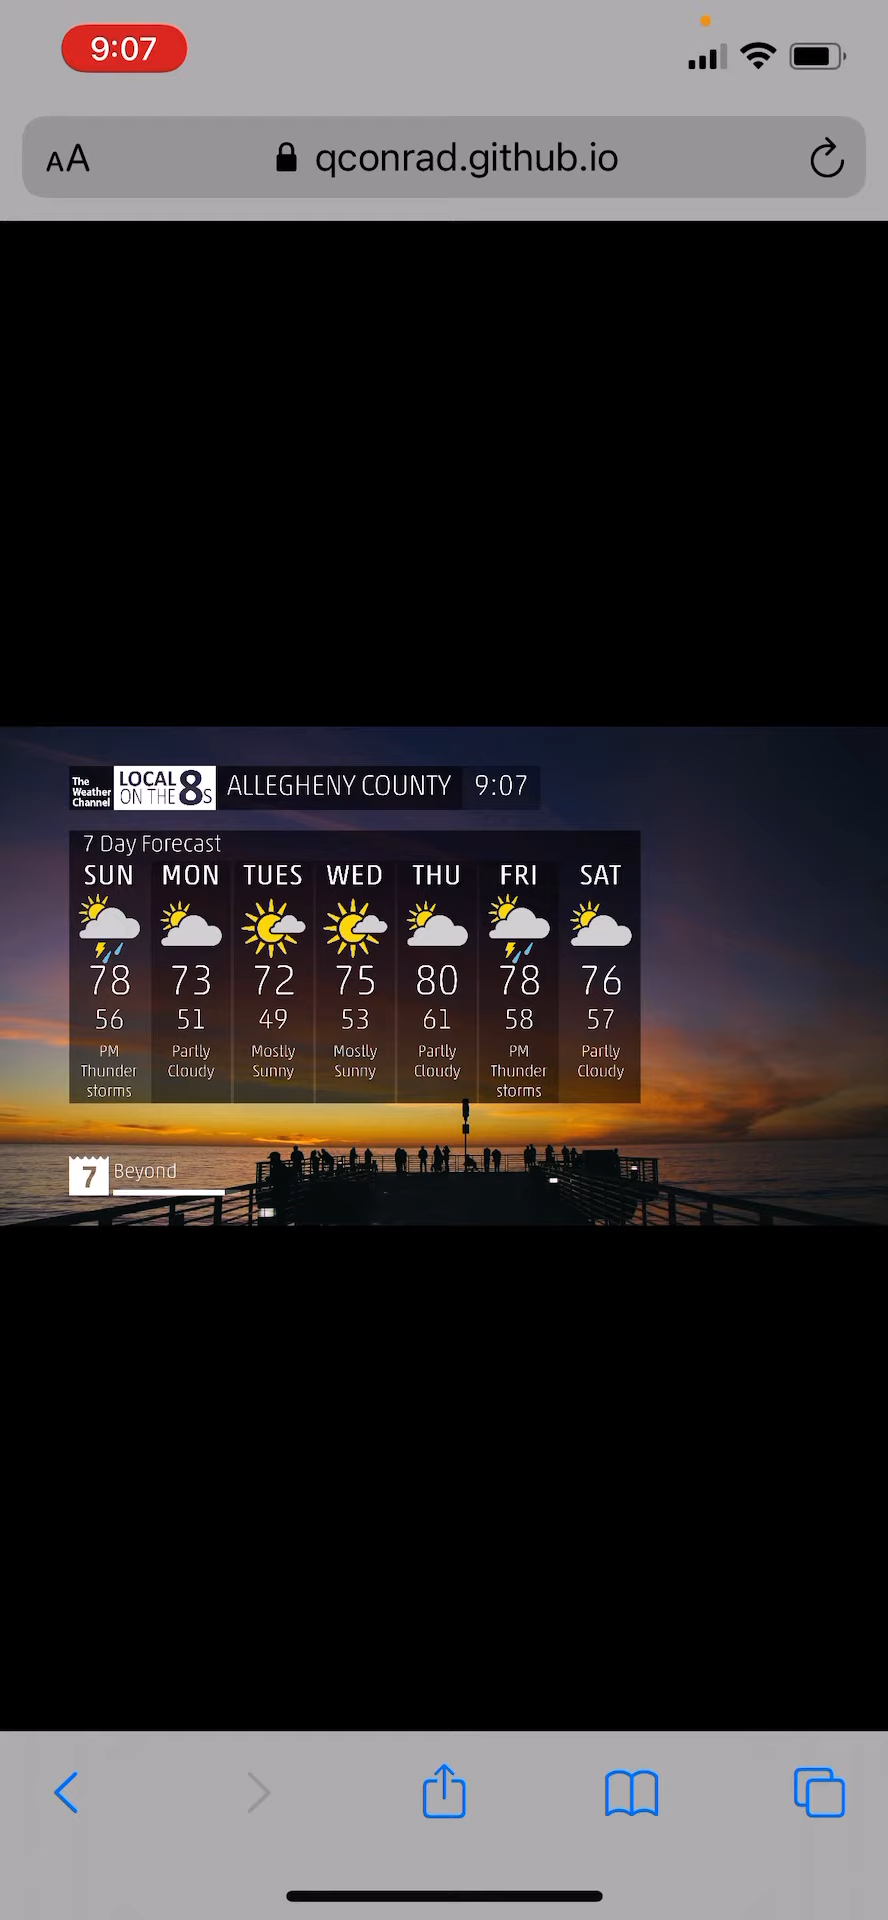 9:07
AA qconrad.github.io
The
Weather
Channel
LOCAL
ON THE 8s
ALLEGHENY COUNTY 9:07
7 Day Forecast
SUN MON TUES WED THU FRI SAT
78 73 72 75 80 78 76
56 51 49 53 61 58 57
PM Partly Mostly Mostly Partly PM Partly
Thunder Cloudy Sunny Sunny Cloudy Thunder Cloudy
storms storms
7 Beyond